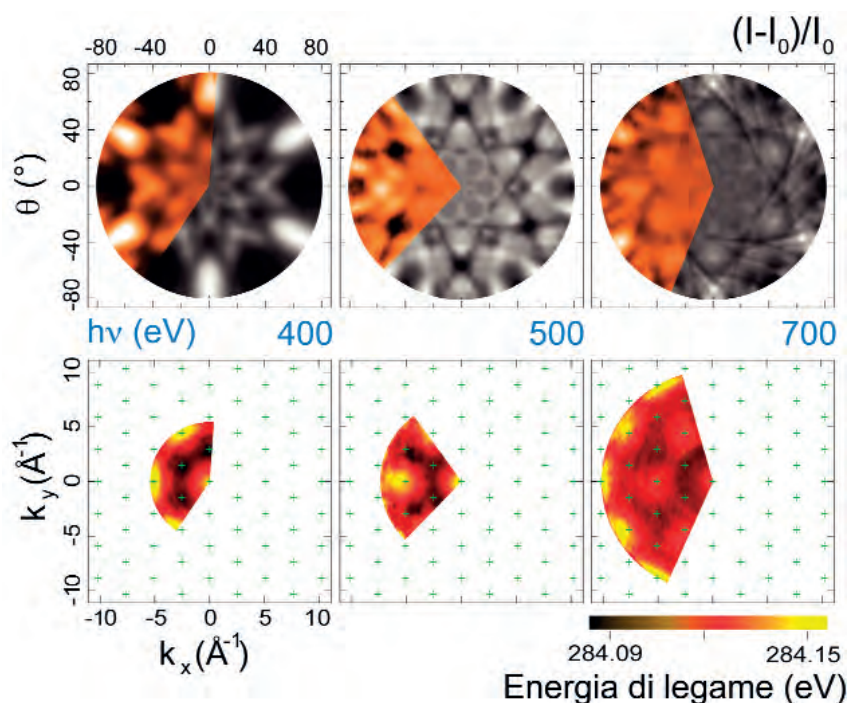 (I-I0)/I0
-80 -40 0 40 80
80
40
0
-40
-80
θ (°)
hν (eV) 400 500 700
10
5
0
-5
-10
ky(Å-1)
-10 -5 0 5 10
kx(Å-1)
284.09 284.15
Energia di legame (eV)